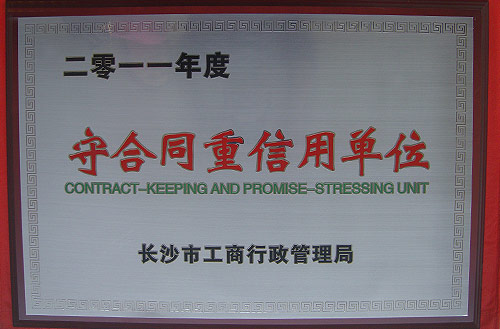 二零一一年度
守合同重信用单位
CONTRACT-KEEPING AND PROMISE-STRESSING UNIT
长沙市工商行政管理局